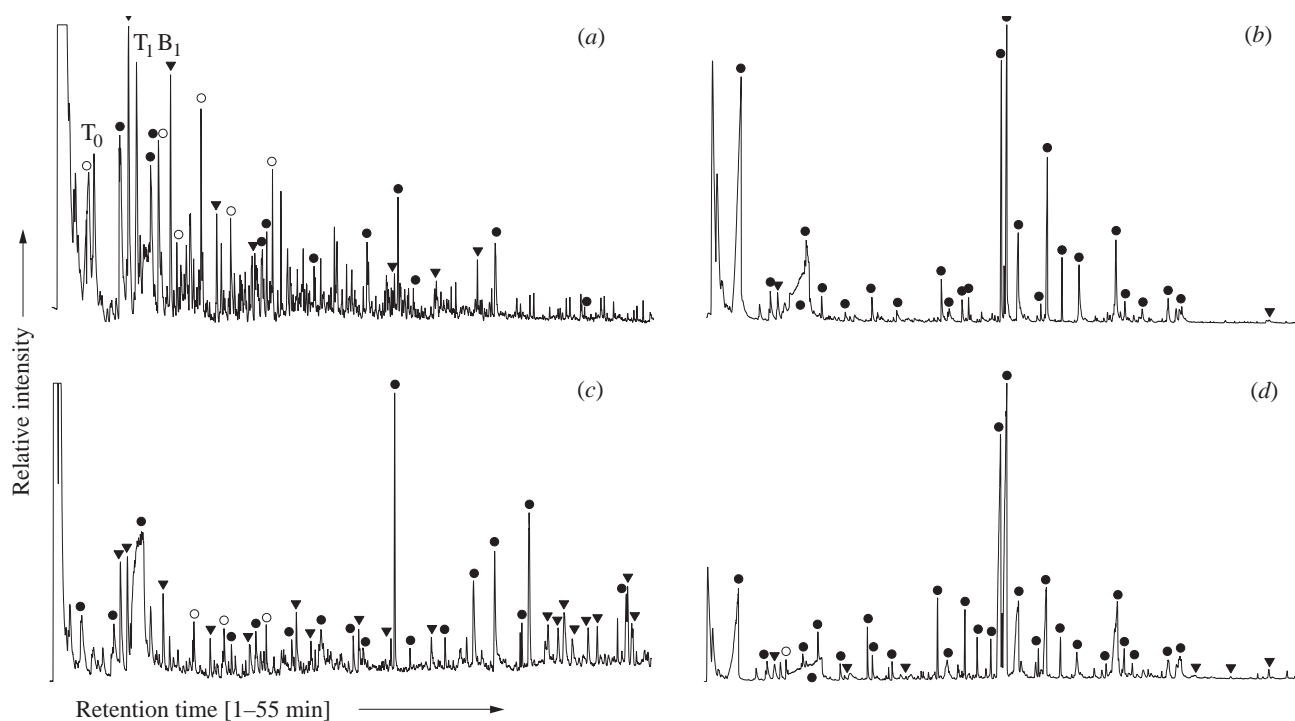 (a)
T₁ B₁
T₀
(b)
(c)
(d)
Relative intensity
Retention time [1–55 min]